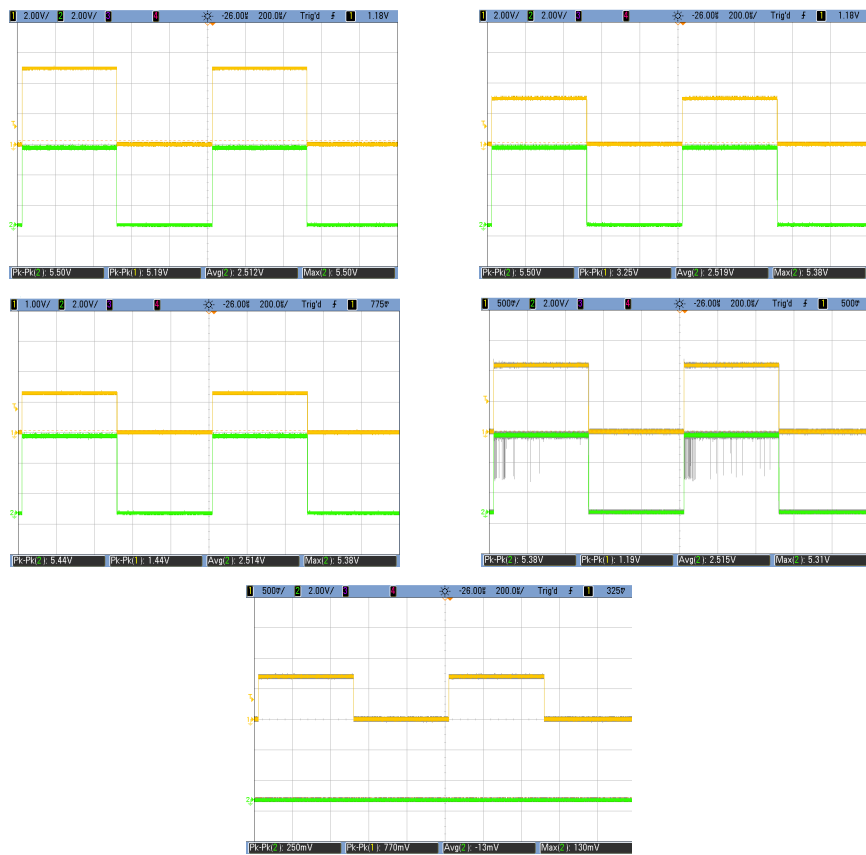 1 2.00V/ 2 2.00V/ 3 4 -26.00% 200.0%/ Trig'd 1 1.18V
Pk-Pk(2): 5.50V Pk-Pk(1): 5.19V Avg(2): 2.512V Max(2): 5.50V
1 2.00V/ 2 2.00V/ 3 4 -26.00% 200.0%/ Trig'd 1 1.18V
Pk-Pk(2): 5.50V Pk-Pk(1): 3.25V Avg(2): 2.519V Max(2): 5.38V
1 1.00V/ 2 2.00V/ 3 4 -26.00% 200.0%/ Trig'd 1 775
Pk-Pk(2): 5.44V Pk-Pk(1): 1.44V Avg(2): 2.514V Max(2): 5.38V
1 500 / 2 2.00V/ 3 4 -26.00% 200.0%/ Trig'd 1 500
Pk-Pk(2): 5.38V Pk-Pk(1): 1.19V Avg(2): 2.515V Max(2): 5.31V
1 500 / 2 2.00V/ 3 4 -26.00% 200.0%/ Trig'd 1 325
Pk-Pk(2): 250mV Pk-Pk(1): 770mV Avg(2): -13mV Max(2): 130mV